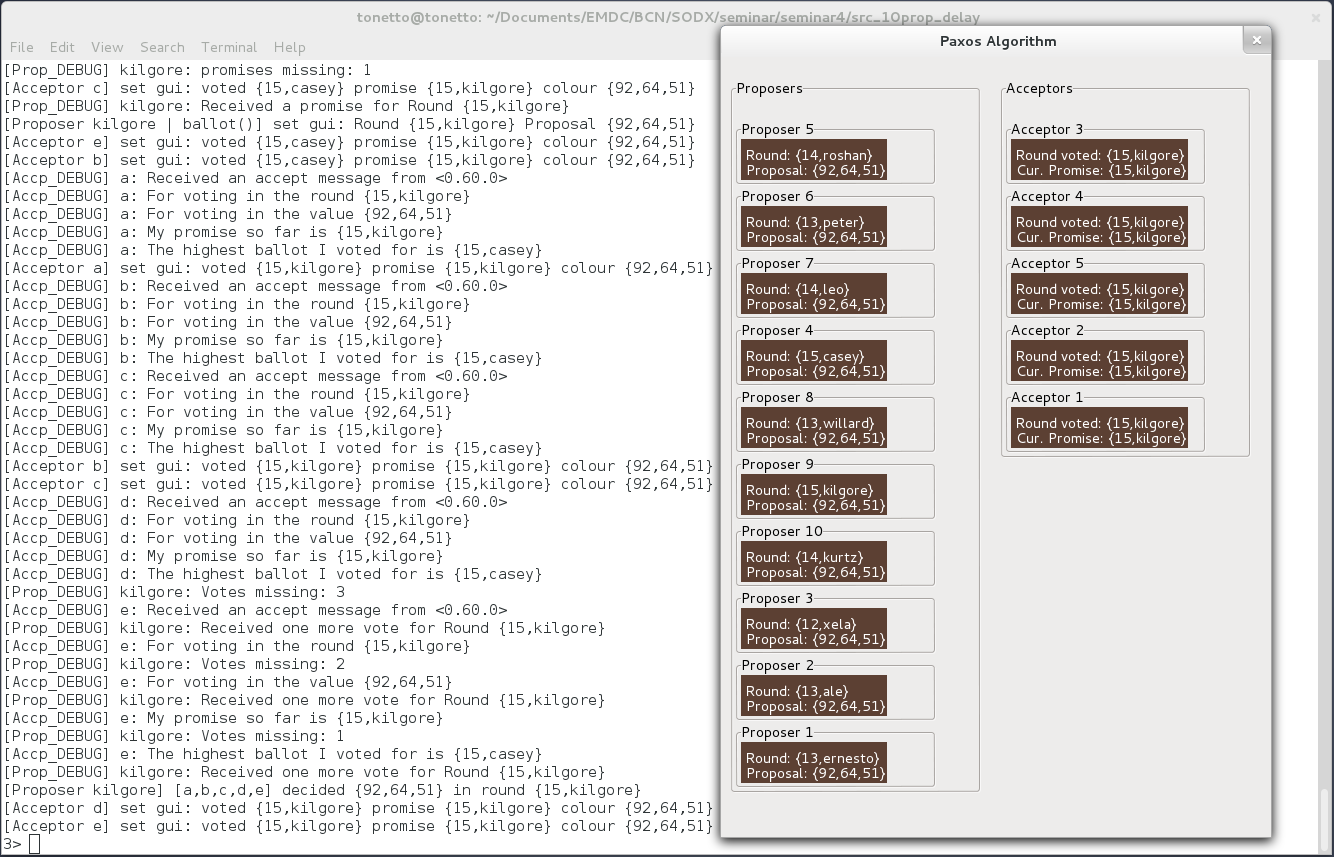 tonetto@tonetto: ~/Documents/EMDC/BCN/SODX/seminar/seminar4/src_10prop_delay
File Edit View Search Terminal Help
[Prop_DEBUG] kilgore: promises missing: 1
[Acceptor c] set gui: voted {15,casey} promise {15,kilgore} colour {92,64,51}
[Prop_DEBUG] kilgore: Received a promise for Round {15,kilgore}
[Proposer kilgore | ballot()] set gui: Round {15,kilgore} Proposal {92,64,51}
[Acceptor e] set gui: voted {15,casey} promise {15,kilgore} colour {92,64,51}
[Acceptor b] set gui: voted {15,casey} promise {15,kilgore} colour {92,64,51}
[Accp_DEBUG] a: Received an accept message from <0.60.0>
[Accp_DEBUG] a: For voting in the round {15,kilgore}
[Accp_DEBUG] a: For voting in the value {92,64,51}
[Accp_DEBUG] a: My promise so far is {15,kilgore}
[Accp_DEBUG] a: The highest ballot I voted for is {15,casey}
[Acceptor a] set gui: voted {15,kilgore} promise {15,kilgore} colour {92,64,51}
[Accp_DEBUG] b: Received an accept message from <0.60.0>
[Accp_DEBUG] b: For voting in the round {15,kilgore}
[Accp_DEBUG] b: For voting in the value {92,64,51}
[Accp_DEBUG] b: My promise so far is {15,kilgore}
[Accp_DEBUG] b: The highest ballot I voted for is {15,casey}
[Accp_DEBUG] c: Received an accept message from <0.60.0>
[Accp_DEBUG] c: For voting in the round {15,kilgore}
[Accp_DEBUG] c: For voting in the value {92,64,51}
[Accp_DEBUG] c: My promise so far is {15,kilgore}
[Accp_DEBUG] c: The highest ballot I voted for is {15,casey}
[Acceptor b] set gui: voted {15,kilgore} promise {15,kilgore} colour {92,64,51}
[Acceptor c] set gui: voted {15,kilgore} promise {15,kilgore} colour {92,64,51}
[Accp_DEBUG] d: Received an accept message from <0.60.0>
[Accp_DEBUG] d: For voting in the round {15,kilgore}
[Accp_DEBUG] d: For voting in the value {92,64,51}
[Accp_DEBUG] d: My promise so far is {15,kilgore}
[Accp_DEBUG] d: The highest ballot I voted for is {15,casey}
[Prop_DEBUG] kilgore: Votes missing: 3
[Accp_DEBUG] e: Received an accept message from <0.60.0>
[Prop_DEBUG] kilgore: Received one more vote for Round {15,kilgore}
[Accp_DEBUG] e: For voting in the round {15,kilgore}
[Prop_DEBUG] kilgore: Votes missing: 2
[Accp_DEBUG] e: For voting in the value {92,64,51}
[Prop_DEBUG] kilgore: Received one more vote for Round {15,kilgore}
[Accp_DEBUG] e: My promise so far is {15,kilgore}
[Prop_DEBUG] kilgore: Votes missing: 1
[Accp_DEBUG] e: The highest ballot I voted for is {15,casey}
[Prop_DEBUG] kilgore: Received one more vote for Round {15,kilgore}
[Proposer kilgore] [a,b,c,d,e] decided {92,64,51} in round {15,kilgore}
[Acceptor d] set gui: voted {15,kilgore} promise {15,kilgore} colour {92,64,51}
[Acceptor e] set gui: voted {15,kilgore} promise {15,kilgore} colour {92,64,51}
3>
Paxos Algorithm
Proposers
Proposer 5
Round: {14,roshan}
Proposal: {92,64,51}
Proposer 6
Round: {13,peter}
Proposal: {92,64,51}
Proposer 7
Round: {14,leo}
Proposal: {92,64,51}
Proposer 4
Round: {15,casey}
Proposal: {92,64,51}
Proposer 8
Round: {13,willard}
Proposal: {92,64,51}
Proposer 9
Round: {15,kilgore}
Proposal: {92,64,51}
Proposer 10
Round: {14,kurtz}
Proposal: {92,64,51}
Proposer 3
Round: {12,xela}
Proposal: {92,64,51}
Proposer 2
Round: {13,ale}
Proposal: {92,64,51}
Proposer 1
Round: {13,ernesto}
Proposal: {92,64,51}
Acceptors
Acceptor 3
Round voted: {15,kilgore}
Cur. Promise: {15,kilgore}
Acceptor 4
Round voted: {15,kilgore}
Cur. Promise: {15,kilgore}
Acceptor 5
Round voted: {15,kilgore}
Cur. Promise: {15,kilgore}
Acceptor 2
Round voted: {15,kilgore}
Cur. Promise: {15,kilgore}
Acceptor 1
Round voted: {15,kilgore}
Cur. Promise: {15,kilgore}